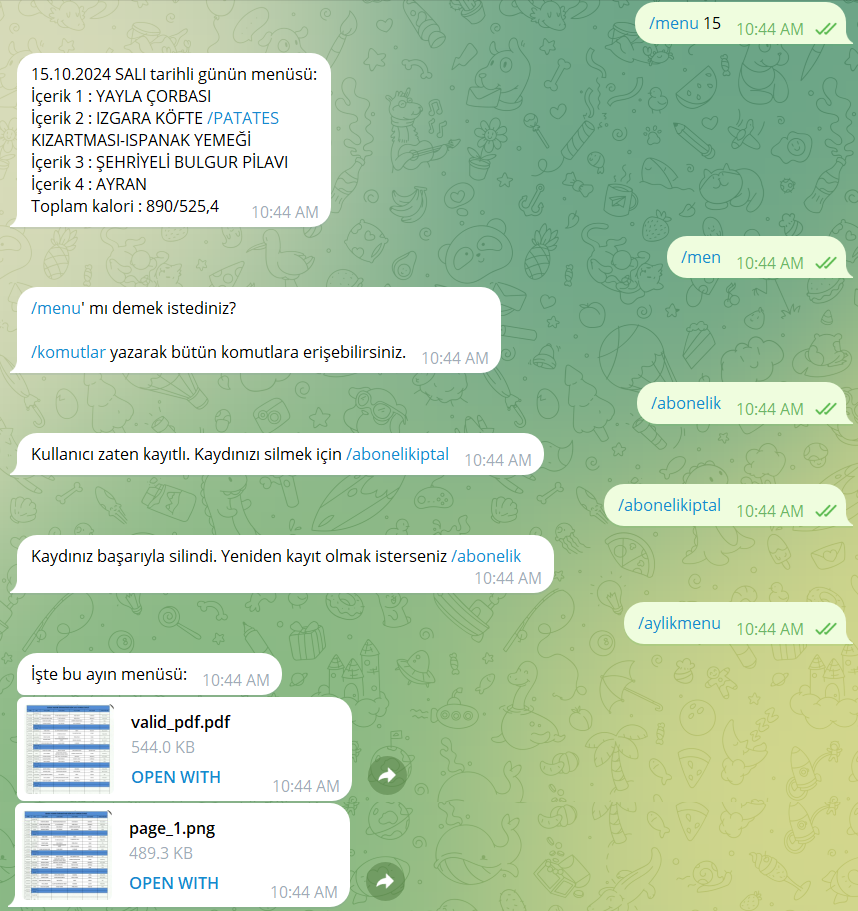 /menu 15
10:44 AM
15.10.2024 SALI tarihli günün menüsü:
İçerik 1 : YAYLA ÇORBASI
İçerik 2 : IZGARA KÖFTE /PATATES
KIZARTMASI-ISPANAK YEMEĞİ
İçerik 3 : ŞEHRİYELİ BULGUR PİLAVI
İçerik 4 : AYRAN
Toplam kalori : 890/525,4
10:44 AM
/men
10:44 AM
/menu' mı demek istediniz?
/komutlar yazarak bütün komutlara erişebilirsiniz.
10:44 AM
/abonelik
10:44 AM
Kullanıcı zaten kayıtlı. Kaydınızı silmek için /abonelikiptal
10:44 AM
/abonelikiptal
10:44 AM
Kaydınız başarıyla silindi. Yeniden kayıt olmak isterseniz /abonelik
10:44 AM
/aylikmenu
10:44 AM
İşte bu ayın menüsü:
10:44 AM
valid_pdf.pdf
544.0 KB
OPEN WITH
10:44 AM
page_1.png
489.3 KB
OPEN WITH
10:44 AM